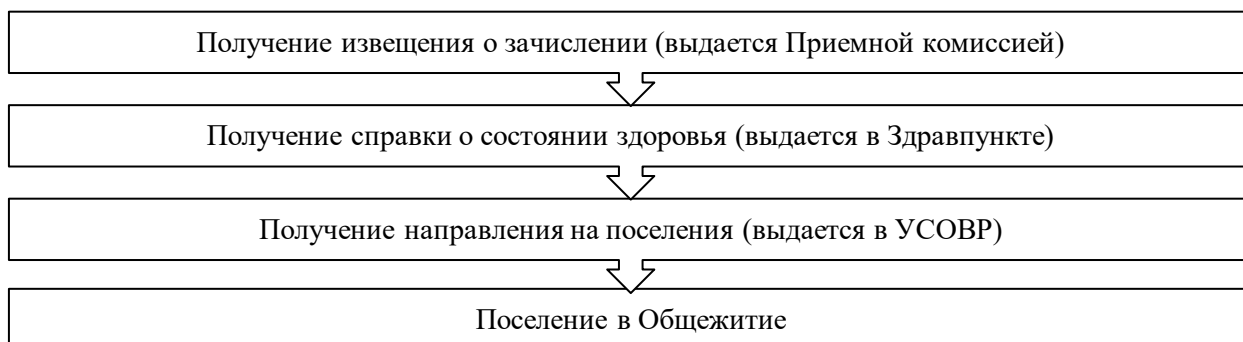 Получение извещения о зачислении (выдается Приемной комиссией)
Получение справки о состоянии здоровья (выдается в Здравпункте)
Получение направления на поселения (выдается в УСОВР)
Поселение в Общежитие